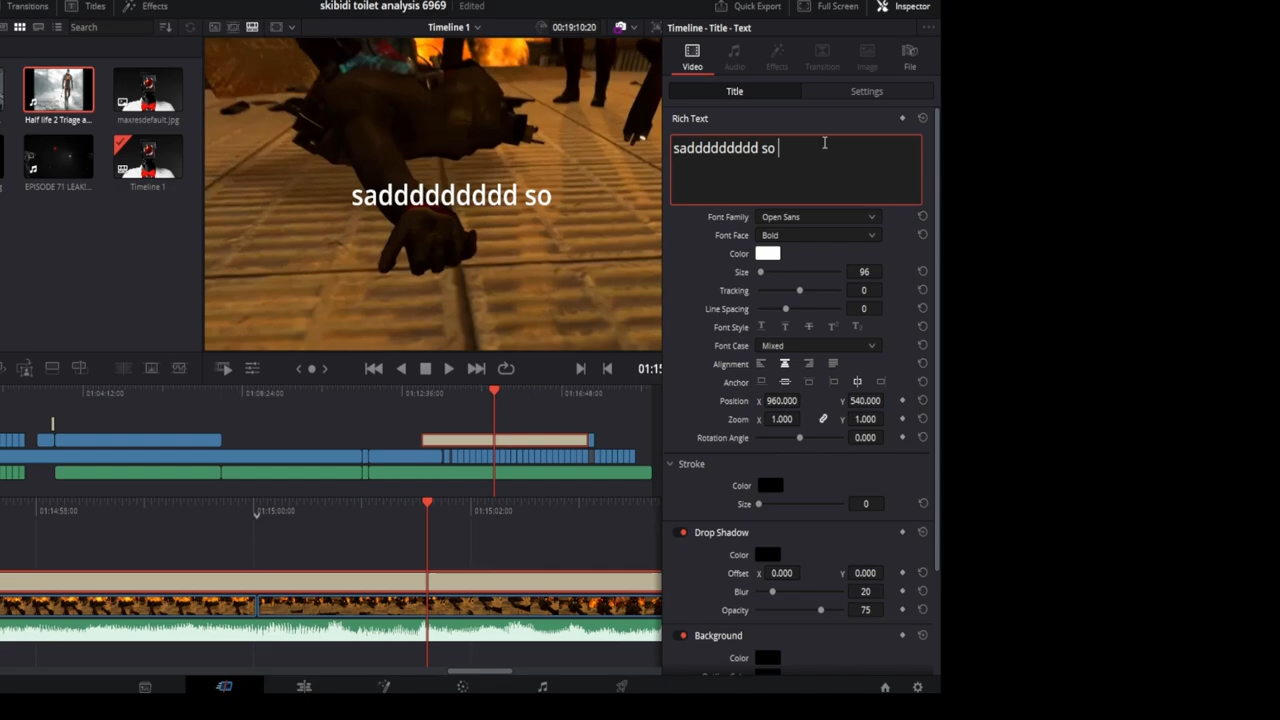 Transitions
Titles
Effects
skibidi toilet analysis 6969
Edited
Quick Export
Full Screen
Inspector
Search
Timeline 1
00:19:10:20
Timeline - Title - Text
Video
Audio
Effects
Transition
Image
File
Title
Settings
Half life 2 Triage a...
maxresdefault.jpg
EPISODE 71 LEAK!...
Timeline 1
Rich Text
saddddddddd so
saddddddddd so
Font Family
Open Sans
Font Face
Bold
Color
Size
96
Tracking
0
Line Spacing
0
Font Style
Font Case
Mixed
Alignment
Anchor
Position
X
960.000
Y
540.000
Zoom
X
1.000
Y
1.000
Rotation Angle
0.000
Stroke
Color
Size
0
Drop Shadow
Color
Offset
X
0.000
Y
0.000
Blur
20
Opacity
75
Background
Color
01:15
01:04:12:00
01:08:24:00
01:12:36:00
01:16:48:00
01:14:58:00
01:15:00:00
01:15:02:00